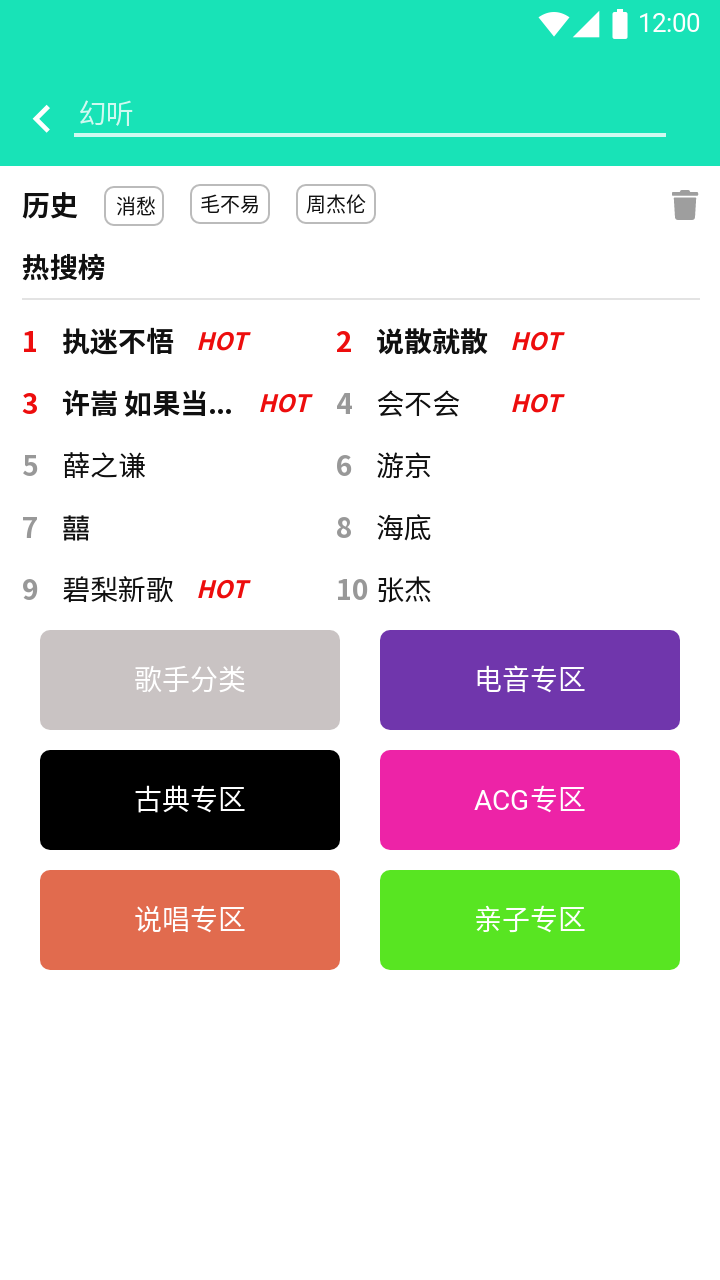 12:00
幻听
历史 消愁 毛不易 周杰伦
热搜榜
1 执迷不悟 HOT 2 说散就散 HOT
3 许嵩 如果当... HOT 4 会不会 HOT
5 薛之谦 6 游京
7 囍 8 海底
9 碧梨新歌 HOT 10 张杰
歌手分类 电音专区
古典专区 ACG专区
说唱专区 亲子专区